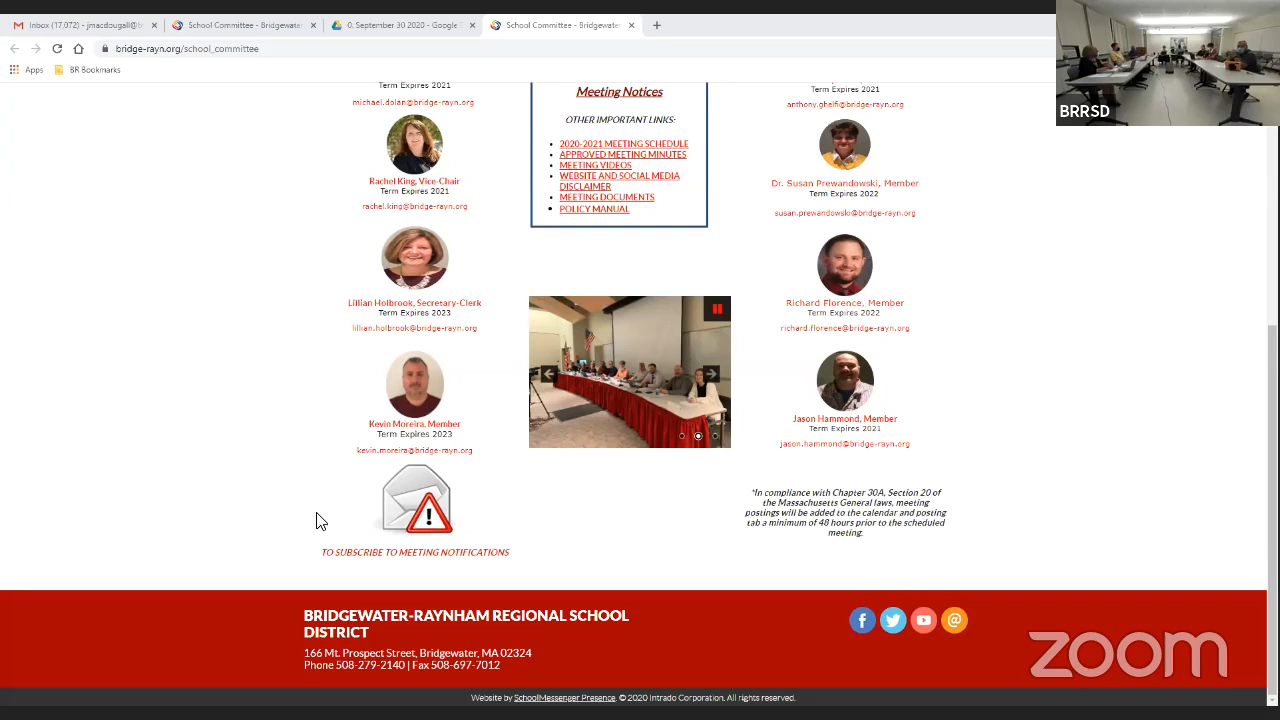 Inbox (17,072) - jmacdougall@b
School Committee - Bridgewater
0. September 30 2020 - Google
School Committee - Bridgewater
bridge-rayn.org/school_committee
Apps
BR Bookmarks
BRRSD
Term Expires 2021
michael.dolan@bridge-rayn.org
Rachel King, Vice-Chair
Term Expires 2021
rachel.king@bridge-rayn.org
Lillian Holbrook, Secretary-Clerk
Term Expires 2023
lillian.holbrook@bridge-rayn.org
Kevin Moreira, Member
Term Expires 2023
kevin.moreira@bridge-rayn.org
TO SUBSCRIBE TO MEETING NOTIFICATIONS
Meeting Notices
OTHER IMPORTANT LINKS:
2020-2021 MEETING SCHEDULE
APPROVED MEETING MINUTES
MEETING VIDEOS
WEBSITE AND SOCIAL MEDIA
DISCLAIMER
MEETING DOCUMENTS
POLICY MANUAL
Term Expires 2021
anthony.ghelfi@bridge-rayn.org
Dr. Susan Prewandowski, Member
Term Expires 2022
susan.prewandowski@bridge-rayn.org
Richard Florence, Member
Term Expires 2022
richard.florence@bridge-rayn.org
Jason Hammond, Member
Term Expires 2021
jason.hammond@bridge-rayn.org
*In compliance with Chapter 30A, Section 20 of
the Massachusetts General laws, meeting
postings will be added to the calendar and posting
tab a minimum of 48 hours prior to the scheduled
meeting.
BRIDGEWATER-RAYNHAM REGIONAL SCHOOL
DISTRICT
166 Mt. Prospect Street, Bridgewater, MA 02324
Phone 508-279-2140 | Fax 508-697-7012
zoom
Website by SchoolMessenger Presence. © 2020 Intrado Corporation. All rights reserved.